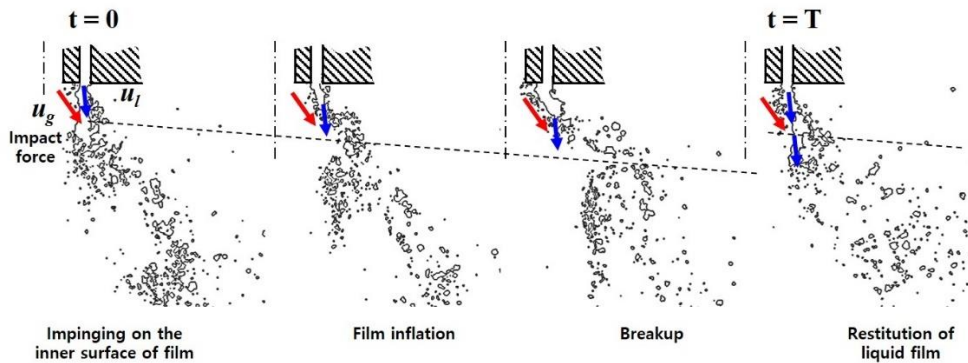 t = 0
t = T
u_g
u_l
Impact
force
Impinging on the
inner surface of film
Film inflation
Breakup
Restitution of
liquid film